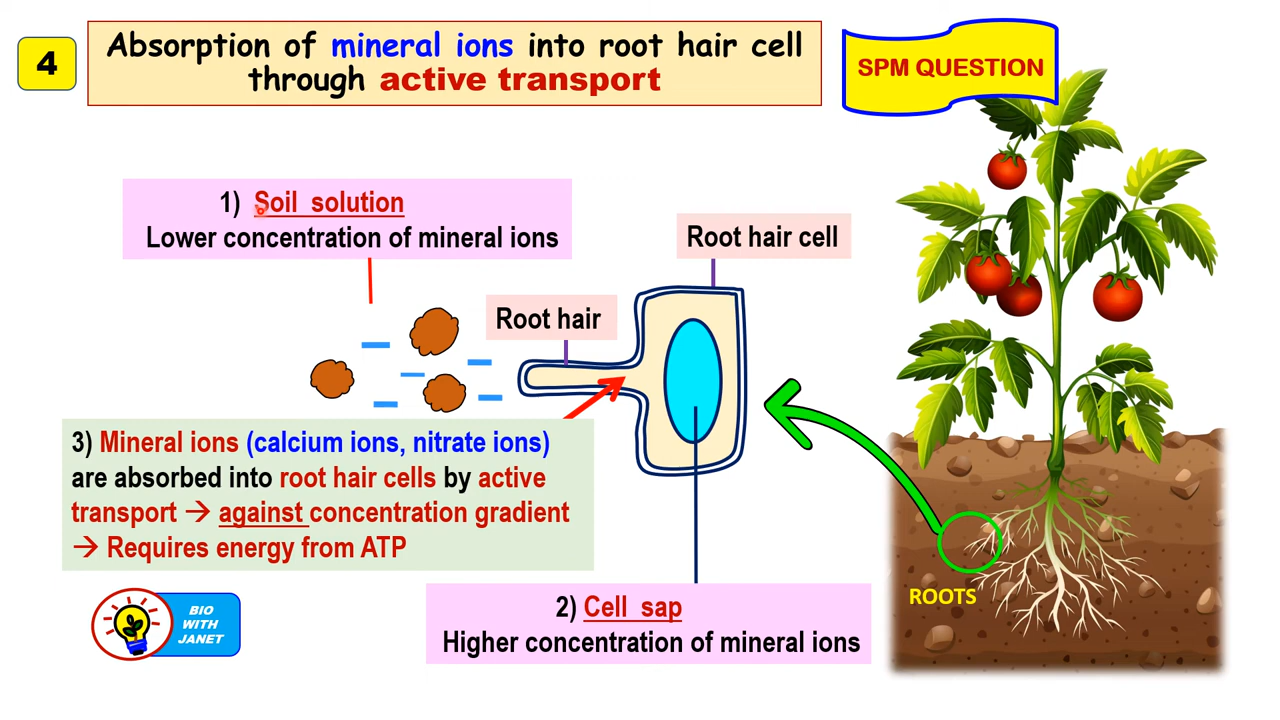 4
Absorption of mineral ions into root hair cell
through active transport
SPM QUESTION
1) Soil solution
Lower concentration of mineral ions
Root hair cell
Root hair
3) Mineral ions (calcium ions, nitrate ions)
are absorbed into root hair cells by active
transport → against concentration gradient
→ Requires energy from ATP
2) Cell sap
Higher concentration of mineral ions
ROOTS
BIO
WITH
JANET